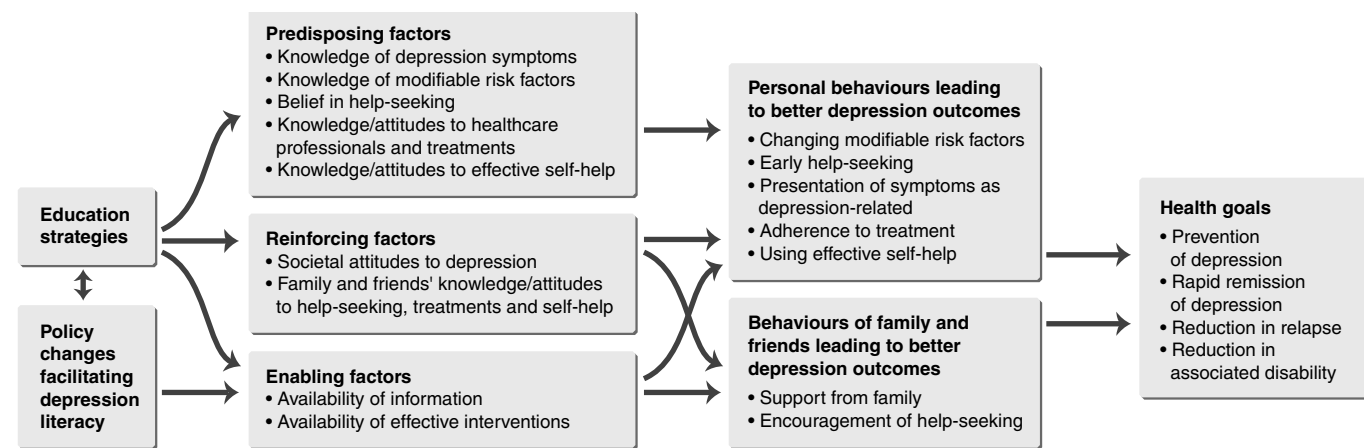 Education
strategies
Policy
changes
facilitating
depression
literacy
Predisposing factors
• Knowledge of depression symptoms
• Knowledge of modifiable risk factors
• Belief in help-seeking
• Knowledge/attitudes to healthcare
professionals and treatments
• Knowledge/attitudes to effective self-help
Reinforcing factors
• Societal attitudes to depression
• Family and friends' knowledge/attitudes
to help-seeking, treatments and self-help
Enabling factors
• Availability of information
• Availability of effective interventions
Personal behaviours leading
to better depression outcomes
• Changing modifiable risk factors
• Early help-seeking
• Presentation of symptoms as
depression-related
• Adherence to treatment
• Using effective self-help
Behaviours of family and
friends leading to better
depression outcomes
• Support from family
• Encouragement of help-seeking
Health goals
• Prevention
of depression
• Rapid remission
of depression
• Reduction in relapse
• Reduction in
associated disability